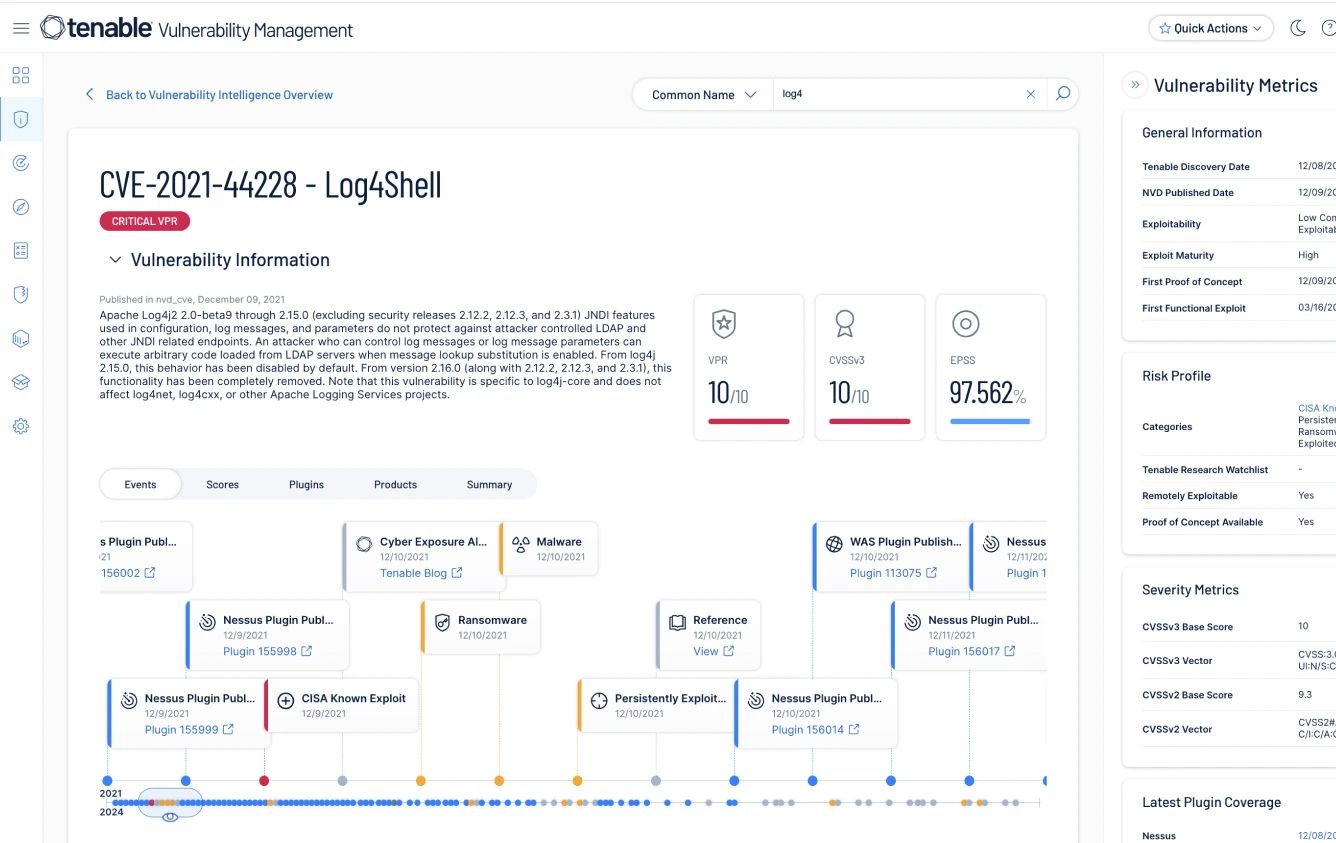 tenable Vulnerability Management
Quick Actions
Back to Vulnerability Intelligence Overview
Common Name
log4
CVE-2021-44228 - Log4Shell
CRITICAL VPR
Vulnerability Information
Published in nvd_cve, December 09, 2021
Apache Log4j2 2.0-beta9 through 2.15.0 (excluding security releases 2.12.2, 2.12.3, and 2.3.1) JNDI features
used in configuration, log messages, and parameters do not protect against attacker controlled LDAP and
other JNDI related endpoints. An attacker who can control log messages or log message parameters can
execute arbitrary code loaded from LDAP servers when message lookup substitution is enabled. From log4j
2.15.0, this behavior has been disabled by default. From version 2.16.0 (along with 2.12.2, 2.12.3, and 2.3.1), this
functionality has been completely removed. Note that this vulnerability is specific to log4j-core and does not
affect log4net, log4cxx, or other Apache Logging Services projects.
VPR
10/10
CVSSv3
10/10
EPSS
97.562%
Events
Scores
Plugins
Products
Summary
s Plugin Publ...
21
156002
Cyber Exposure Al...
12/10/2021
Tenable Blog
Malware
12/10/2021
WAS Plugin Publish...
12/10/2021
Plugin 113075
Nessus
12/11/202
Plugin 1
Nessus Plugin Publ...
12/9/2021
Plugin 155998
Ransomware
12/10/2021
Reference
12/10/2021
View
Nessus Plugin Publ...
12/11/2021
Plugin 156017
Nessus Plugin Publ...
12/9/2021
Plugin 155999
CISA Known Exploit
12/9/2021
Persistently Exploit...
12/10/2021
Nessus Plugin Publ...
12/10/2021
Plugin 156014
2021
2024
Vulnerability Metrics
General Information
Tenable Discovery Date 12/08/20
NVD Published Date 12/09/20
Exploitability Low Con
Exploitab
Exploit Maturity High
First Proof of Concept 12/09/20
First Functional Exploit 03/16/20
Risk Profile
Categories CISA Kno
Persisten
Ransomw
Exploited
Tenable Research Watchlist -
Remotely Exploitable Yes
Proof of Concept Available Yes
Severity Metrics
CVSSv3 Base Score 10
CVSSv3 Vector CVSS:3.0
UI:N/S:C
CVSSv2 Base Score 9.3
CVSSv2 Vector CVSS2#A
C/I:C/A:C
Latest Plugin Coverage
Nessus 12/08/20